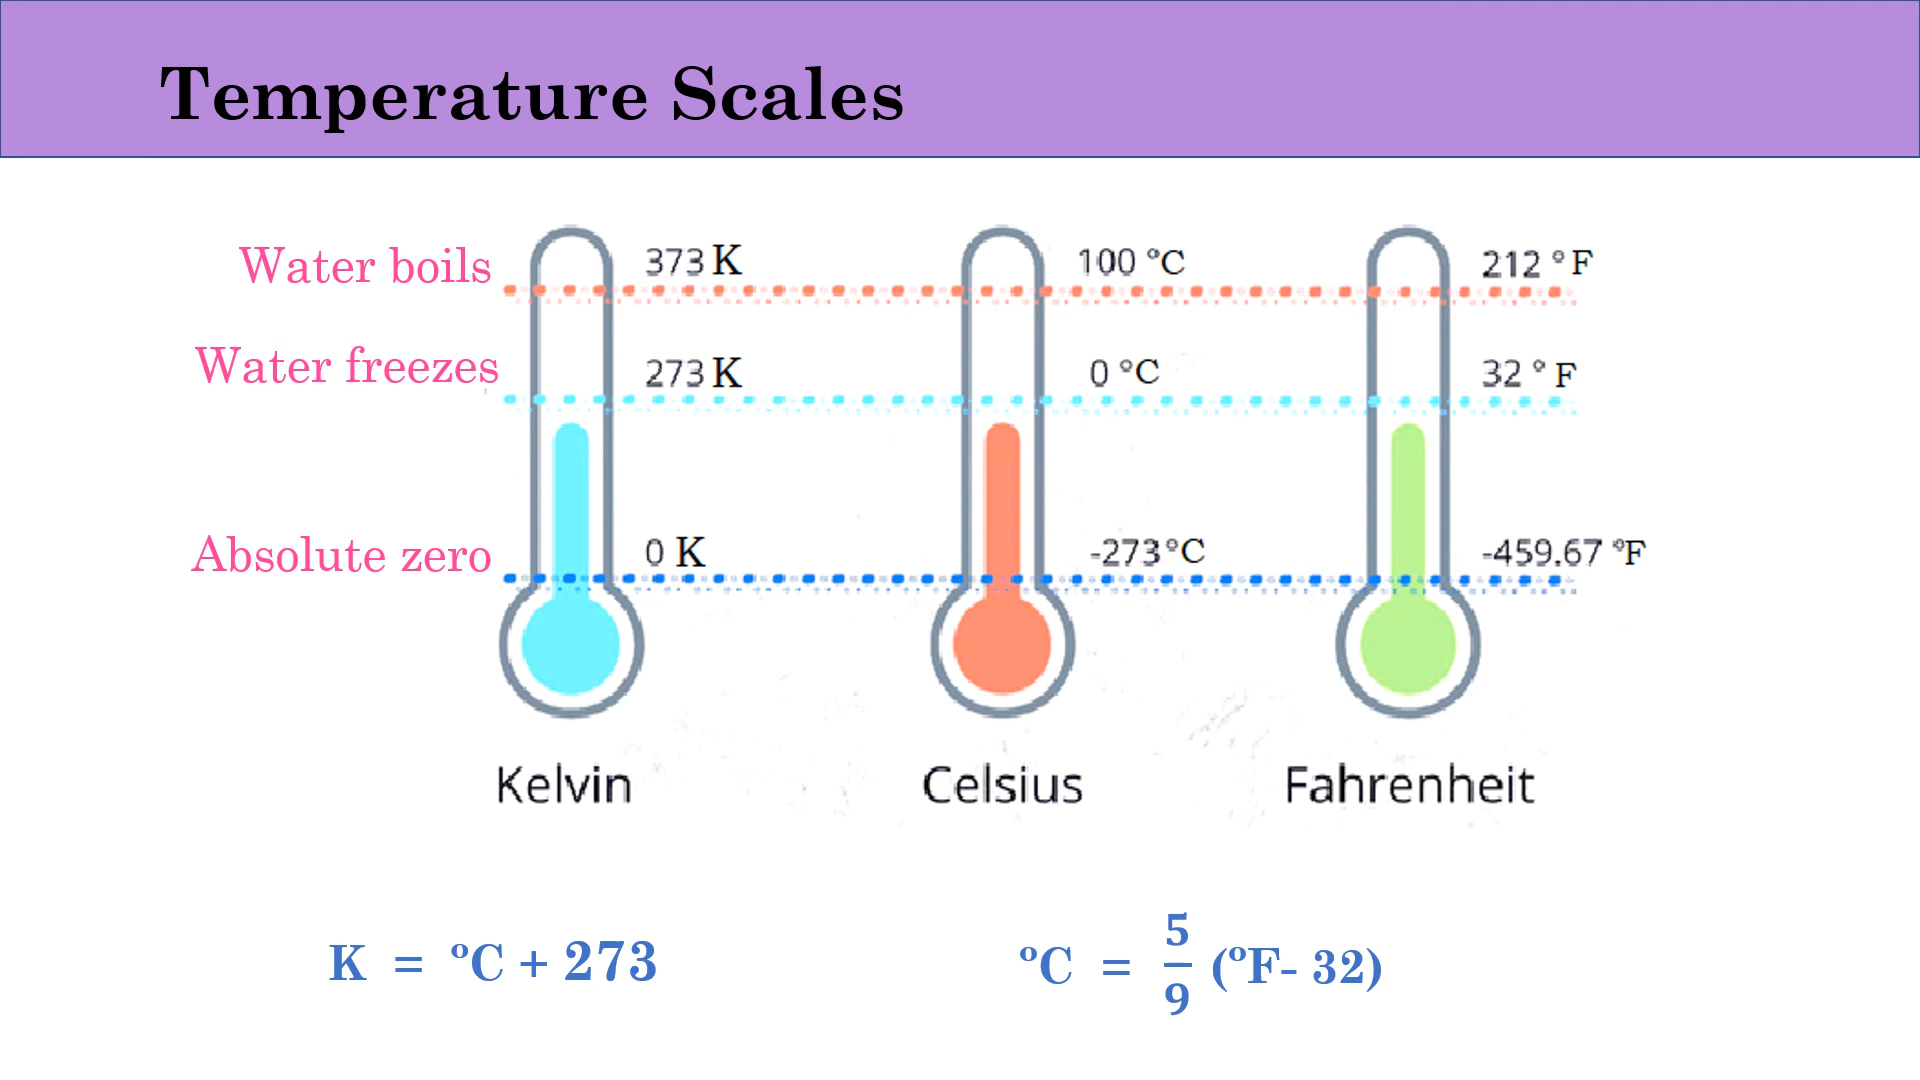 Temperature Scales
Water boils 373 K 100 °C 212 ° F
Water freezes 273 K 0 °C 32 ° F
Absolute zero 0 K -273°C -459.67 °F
Kelvin Celsius Fahrenheit
K = ºC + 273
ºC = 5/9 (ºF- 32)